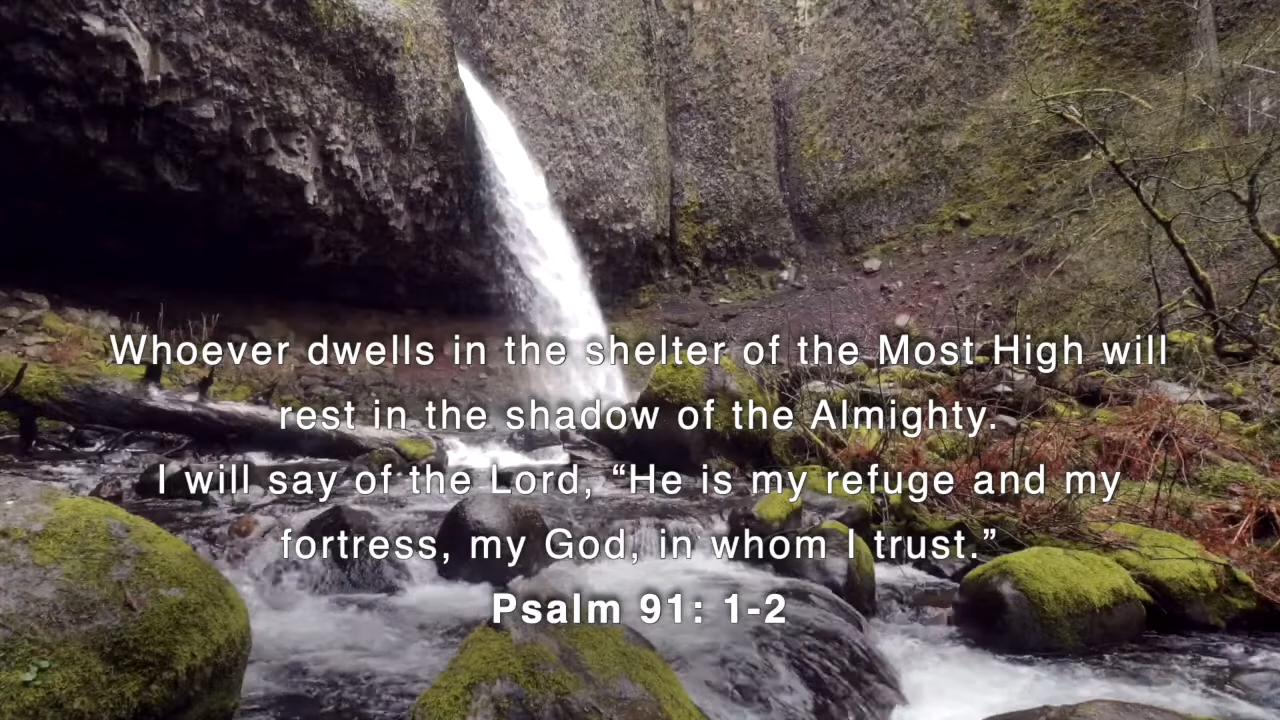 Whoever dwells in the shelter of the Most High will
rest in the shadow of the Almighty.
I will say of the Lord, “He is my refuge and my
fortress, my God, in whom I trust.”
Psalm 91: 1-2